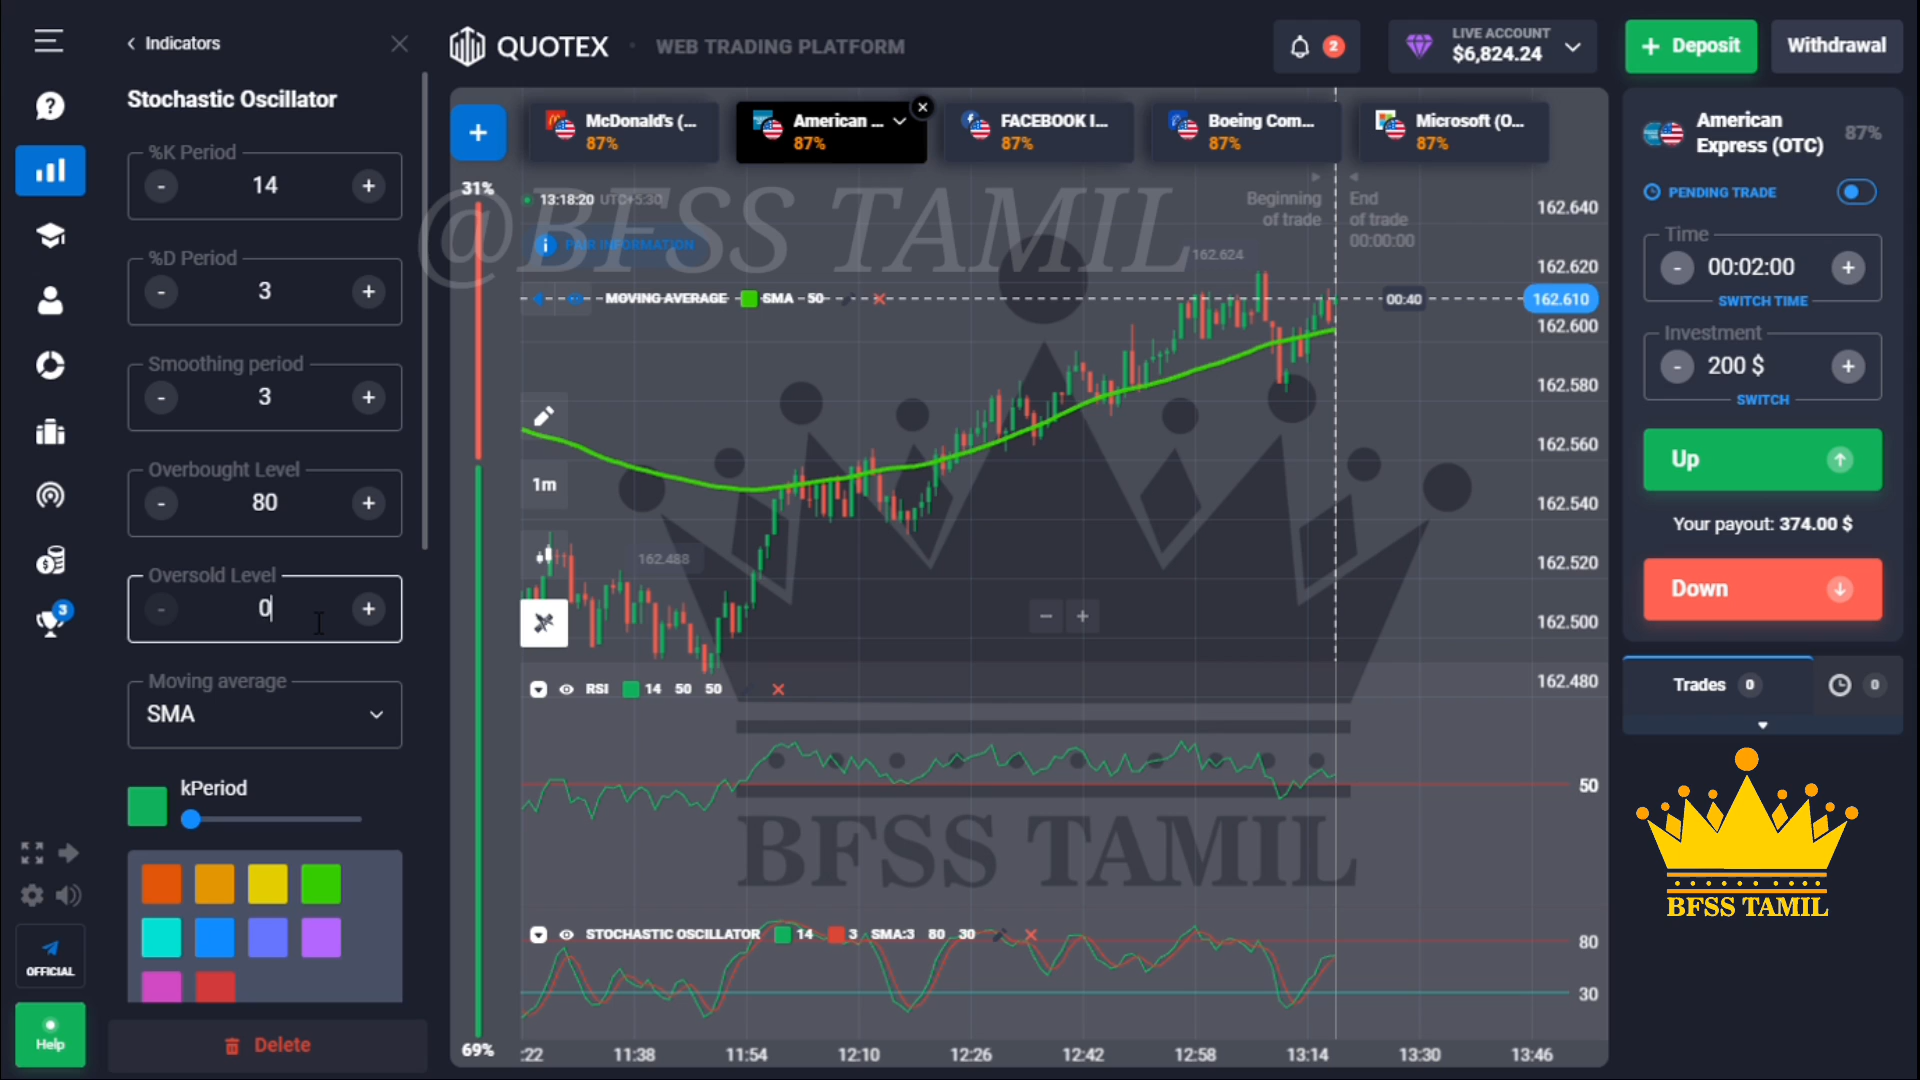 Indicators
QUOTEX
WEB TRADING PLATFORM
2
LIVE ACCOUNT
$6,824.24
+ Deposit
Withdrawal
Stochastic Oscillator
%K Period
- 14 +
%D Period
- 3 +
Smoothing period
- 3 +
Overbought Level
- 80 +
Oversold Level
- 0 +
Moving average
SMA
kPeriod
Delete
3
OFFICIAL
Help
+
McDonald's (...
87%
American ...
87%
FACEBOOK I...
87%
Boeing Com...
87%
Microsoft (O...
87%
31%
13:18:20 UTC+5:30
@BFSS TAMIL
PAIR INFORMATION
Beginning
of trade
End
of trade
00:00:00
162.624
MOVING AVERAGE SMA 50
00:40
162.610
162.640
162.620
162.600
162.580
162.560
162.540
162.520
162.500
162.480
1m
162.488
- +
RSI 14 50 50
50
BFSS TAMIL
STOCHASTIC OSCILLATOR 14 3 SMA:3 80 30
80
30
69%
:22 11:38 11:54 12:10 12:26 12:42 12:58 13:14 13:30 13:46
American
Express (OTC)
87%
PENDING TRADE
Time
- 00:02:00 +
SWITCH TIME
Investment
- 200 $ +
SWITCH
Up
Your payout: 374.00 $
Down
Trades 0
0
BFSS TAMIL